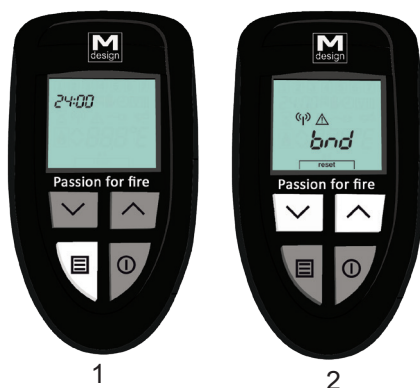 M
design
24:00
Passion for fire
1
M
design
bnd
reset
Passion for fire
2